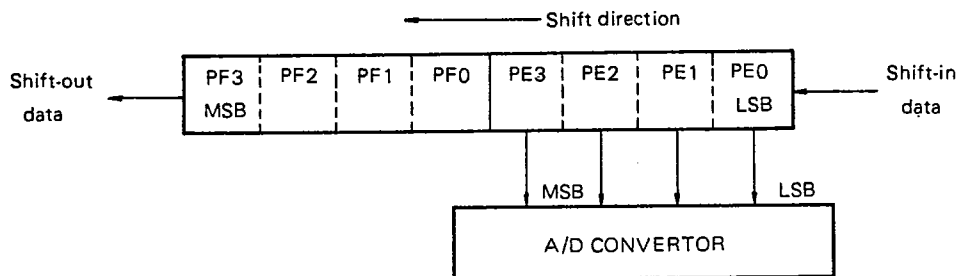 Shift direction
Shift-out data
PF3 PF2 PF1 PF0 PE3 PE2 PE1 PE0
MSB LSB
Shift-in data
MSB LSB
A/D CONVERTOR